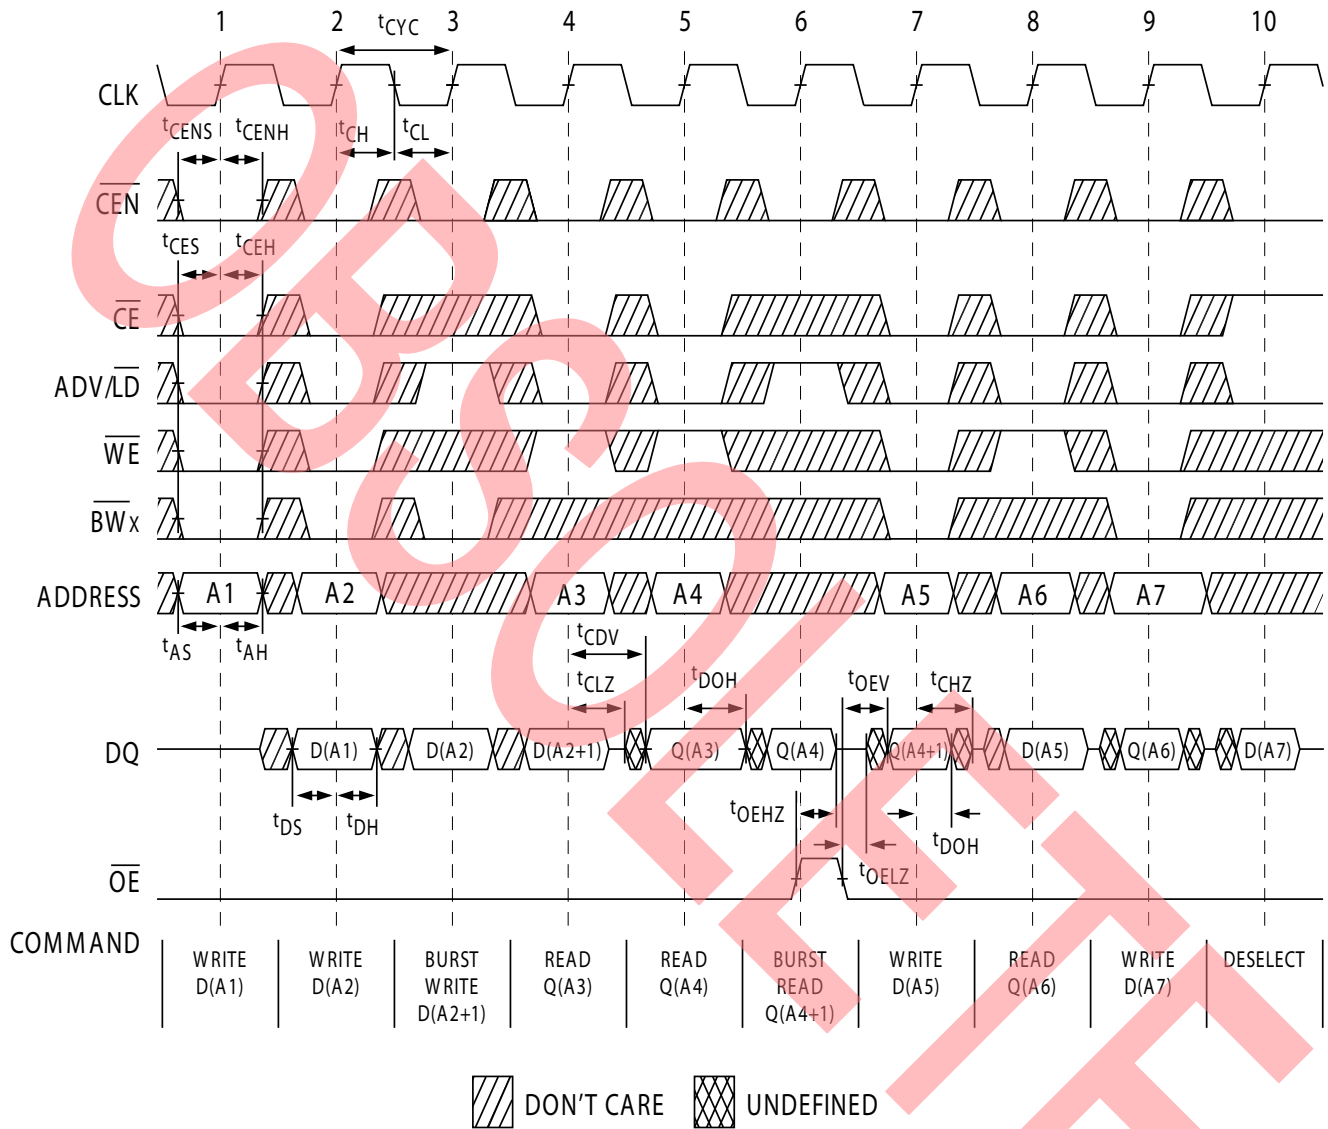 1 2 tCYC 3 4 5 6 7 8 9 10
CLK
tCENS tCENH tCH tCL
CEN
tCES tCEH
CE
ADV/LD
WE
BWX
ADDRESS A1 A2 A3 A4 A5 A6 A7
tAS tAH tCDV
tCLZ tDOH tOEV tCHZ
DQ D(A1) D(A2) D(A2+1) Q(A3) Q(A4) Q(A4+1) D(A5) Q(A6) D(A7)
tDS tDH tOEHZ tDOH
tOELZ
OE
COMMAND
WRITE WRITE BURST READ READ BURST WRITE READ WRITE DESELECT
D(A1) D(A2) WRITE Q(A3) Q(A4) READ D(A5) Q(A6) D(A7)
D(A2+1) Q(A4+1)
DON'T CARE UNDEFINED
OBSOLETE